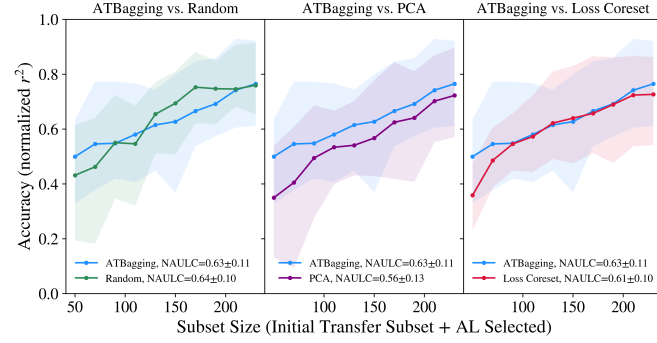 ATBagging vs. Random
ATBagging vs. PCA
ATBagging vs. Loss Coreset
Accuracy (normalized r²)
1.0
0.8
0.6
0.4
0.2
0.0
ATBagging, NAULC=0.63±0.11
Random, NAULC=0.64±0.10
ATBagging, NAULC=0.63±0.11
PCA, NAULC=0.56±0.13
ATBagging, NAULC=0.63±0.11
Loss Coreset, NAULC=0.61±0.10
50 100 150 200
100 150 200
100 150 200
Subset Size (Initial Transfer Subset + AL Selected)